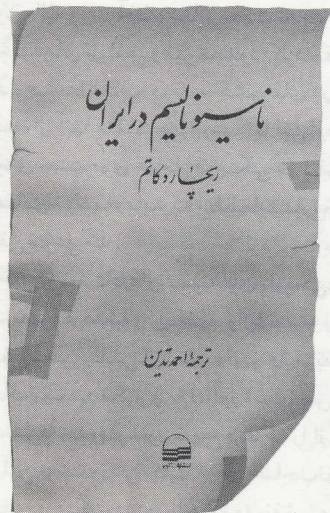 ناسیونالیسم در ایران
ریچارد کاتم
ترجمهٔ احمد تدین